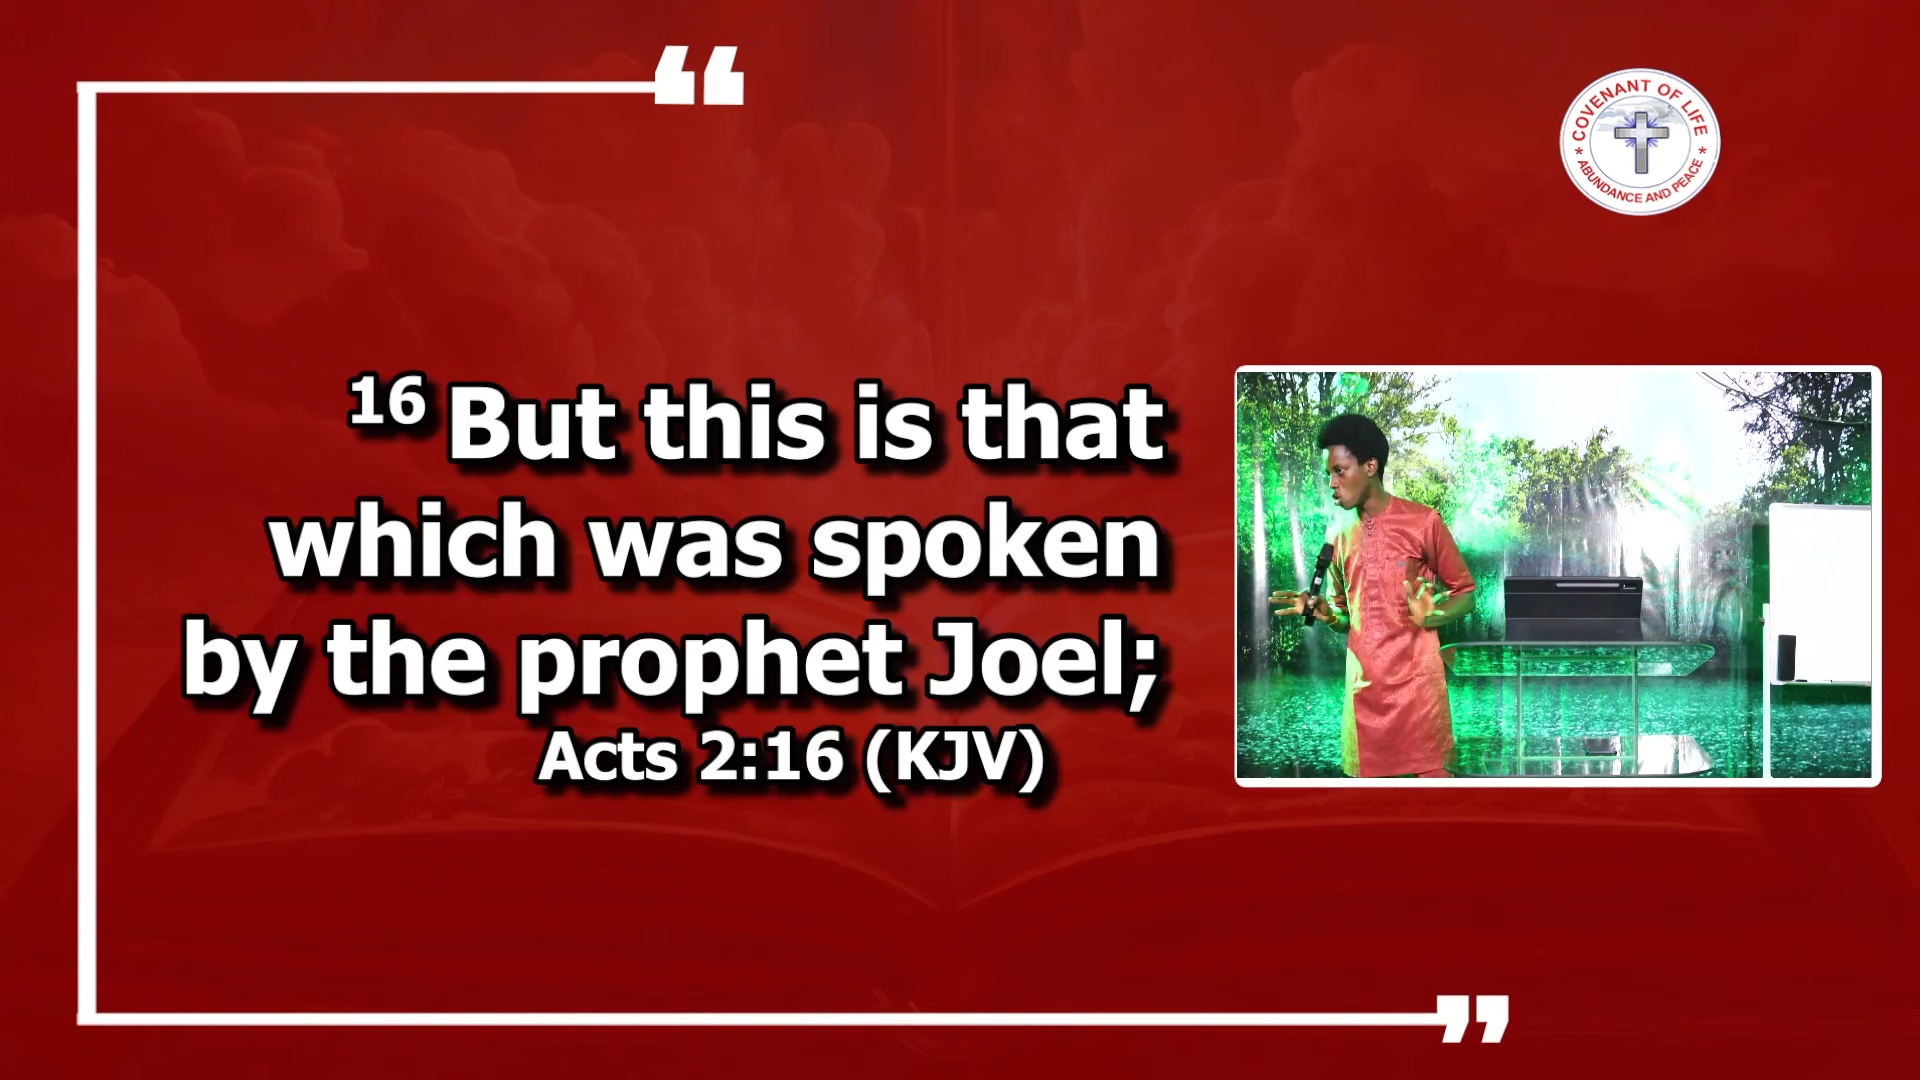 COVENANT OF LIFE
* ABUNDANCE AND PEACE *
16 But this is that
which was spoken
by the prophet Joel;
Acts 2:16 (KJV)